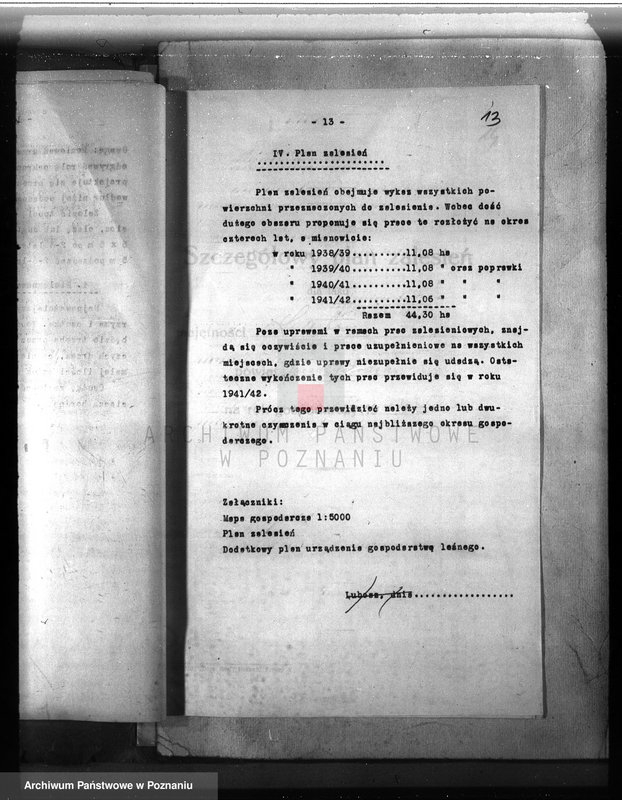 - 13 -
13
IV. Plan zalesień
Plan zalesień obejmuje wykaz wszystkich po-
wierzchni przeznaczonych do zalesienia. Wobec dość
dużego obszaru proponuje się prace te rozłożyć na okres
czterech lat, a mianowicie:
w roku 1938/39.........11,08 ha
" 1939/40..........11,08 " oraz poprawki
" 1940/41..........11,08 " " "
" 1941/42..........11,06 " " "
Razem 44,30 ha
Poza uprawami w ramach prac zalesieniowych, znaj-
dą się oczywiście i prace uzupełnieniowe na wszystkich
miejscach, gdzie uprawy niezupełnie się udadzą. Osta-
teczne wykończenie tych prac przewiduje się w roku
1941/42.
Prócz tego przewidzieć należy jedno lub dwu-
krotne czyszczenie w ciągu najbliższego okresu gospo-
darczego.
ARCHIWUM PAŃSTWOWE
W POZNANIU
Załączniki:
Mapa gospodarcza 1:5000
Plan zalesień
Dodatkowy plan urządzenia gospodarstwa leśnego.
Lubosz, dnia..................
Szczegółowy plan zalesień
Archiwum Państwowe w Poznaniu